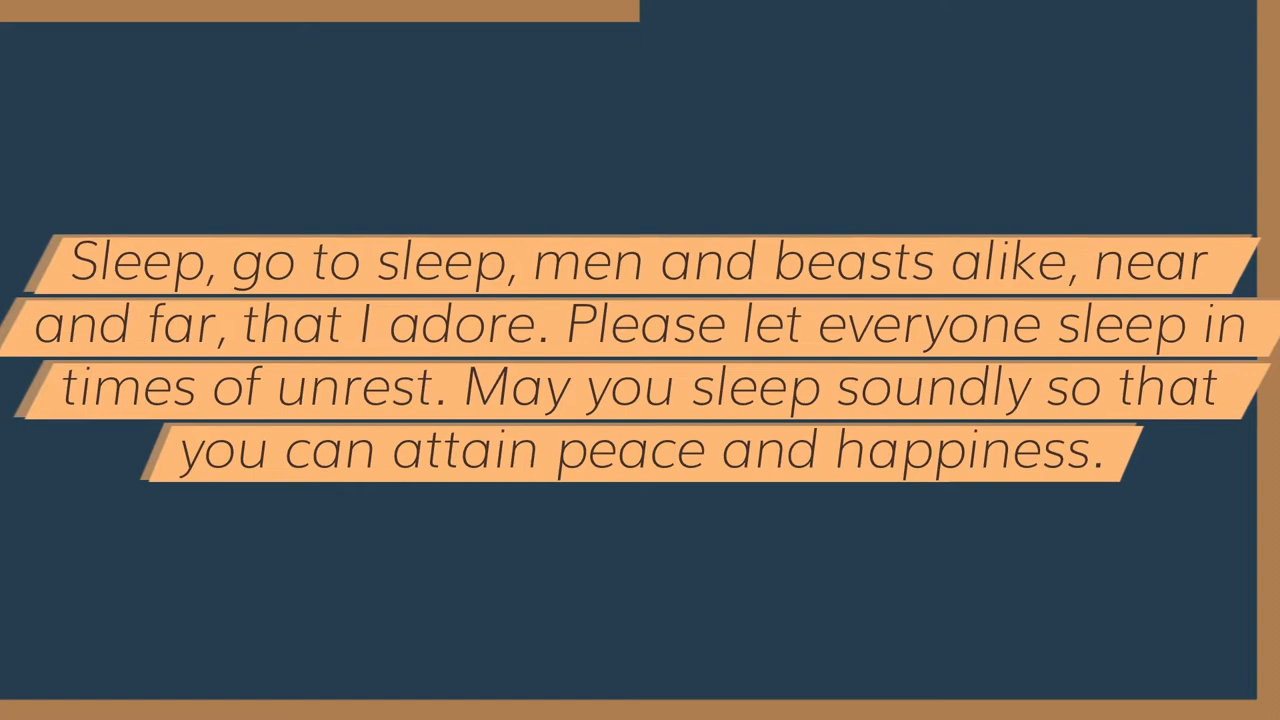 Sleep, go to sleep, men and beasts alike, near
and far, that I adore. Please let everyone sleep in
times of unrest. May you sleep soundly so that
you can attain peace and happiness.